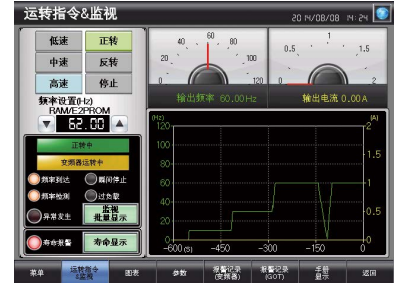 运转指令&监视
20 14/08/08 14:24
低速 正转
中速 反转
高速 停止
频率设置(Hz)
RAM/E2PROM
62.00
正转中
变频器运转中
频率到达 瞬间停止
频率检测 过负载
异常发生 监视
批量显示
寿命报警 寿命显示
0 20 40 60 80 100 120
输出频率 60.00Hz
0 0.5 1 1.5 2
输出电流 0.00A
(Hz) (A)
120 100 80 60 40 20 0
2 1.5 1 0.5 0
-600(s) -450 -300 -150 0
菜单
运转指令
&监视
图表
参数
报警记录
(变频器)
报警记录
(GOT)
手册
显示
返回